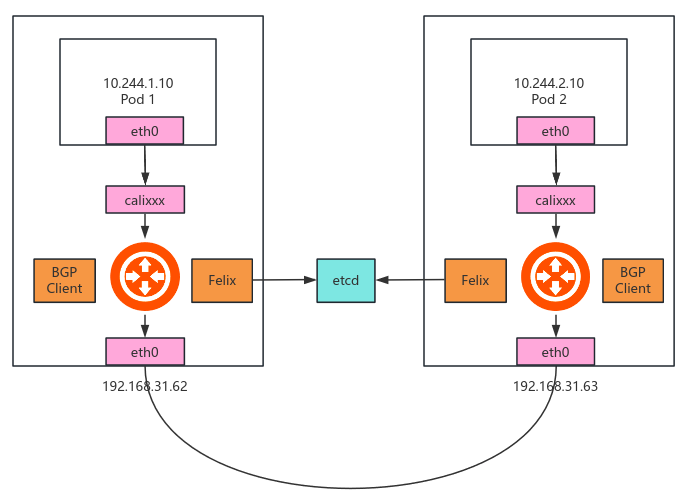 10.244.1.10
Pod 1
eth0
calixxx
BGP
Client
Felix
eth0
192.168.31.62
etcd
10.244.2.10
Pod 2
eth0
calixxx
Felix
BGP
Client
eth0
192.168.31.63